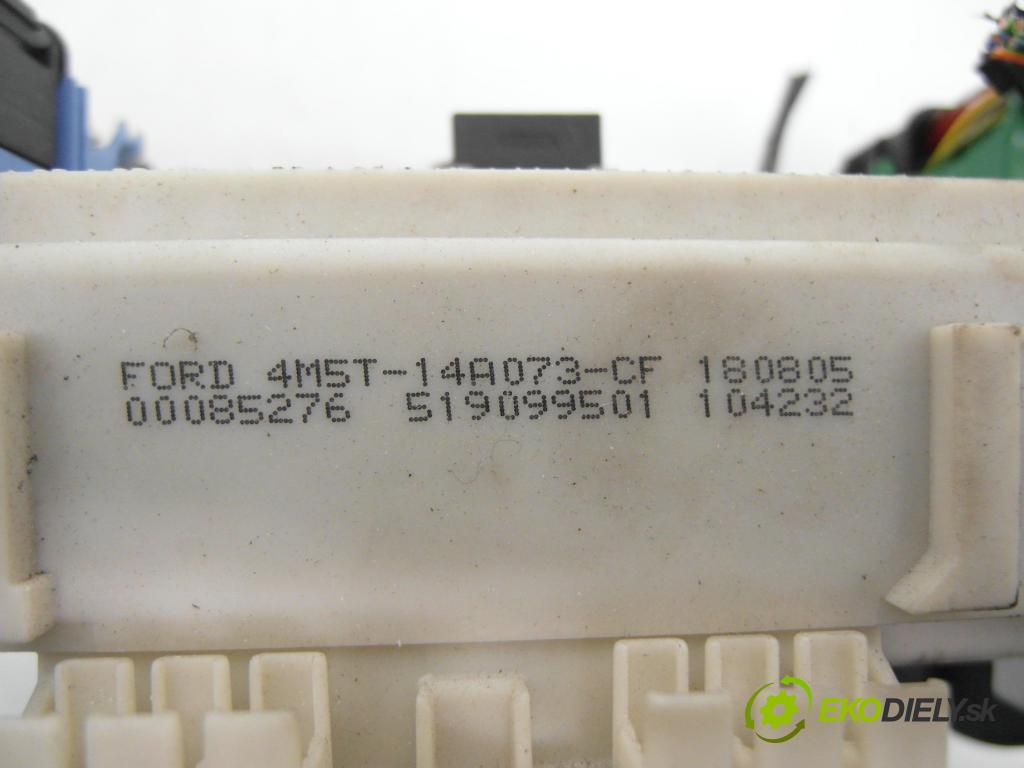 FORD 4M5T-14A073-CF 180805
00085276 519099501 104232
EKODIELY.sk